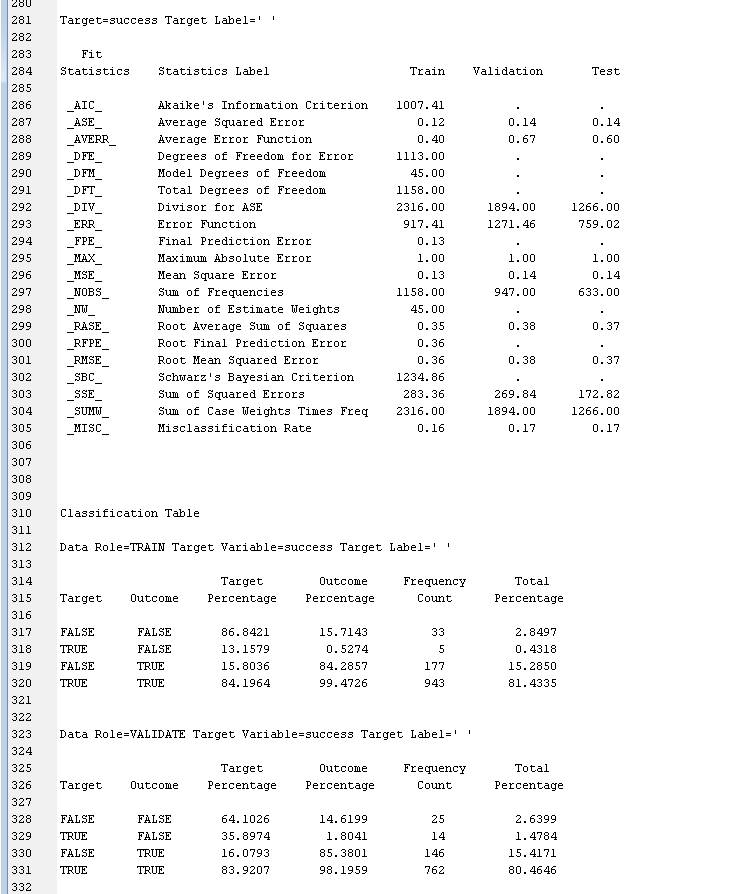 280
281 Target=success Target Label=' '
282
283 Fit
284 Statistics Statistics Label Train Validation Test
285
286 _AIC_ Akaike's Information Criterion 1007.41 . .
287 _ASE_ Average Squared Error 0.12 0.14 0.14
288 _AVERR_ Average Error Function 0.40 0.67 0.60
289 _DFE_ Degrees of Freedom for Error 1113.00 . .
290 _DFM_ Model Degrees of Freedom 45.00 . .
291 _DFT_ Total Degrees of Freedom 1158.00 . .
292 _DIV_ Divisor for ASE 2316.00 1894.00 1266.00
293 _ERR_ Error Function 917.41 1271.46 759.02
294 _FPE_ Final Prediction Error 0.13 . .
295 _MAX_ Maximum Absolute Error 1.00 1.00 1.00
296 _MSE_ Mean Square Error 0.13 0.14 0.14
297 _NOBS_ Sum of Frequencies 1158.00 947.00 633.00
298 _NW_ Number of Estimate Weights 45.00 . .
299 _RASE_ Root Average Sum of Squares 0.35 0.38 0.37
300 _RFPE_ Root Final Prediction Error 0.36 . .
301 _RMSE_ Root Mean Squared Error 0.36 0.38 0.37
302 _SBC_ Schwarz's Bayesian Criterion 1234.86 . .
303 _SSE_ Sum of Squared Errors 283.36 269.84 172.82
304 _SUMW_ Sum of Case Weights Times Freq 2316.00 1894.00 1266.00
305 _MISC_ Misclassification Rate 0.16 0.17 0.17
306
307
308
309
310 Classification Table
311
312 Data Role=TRAIN Target Variable=success Target Label=' '
313
314 Target Outcome Frequency Total
315 Target Outcome Percentage Percentage Count Percentage
316
317 FALSE FALSE 86.8421 15.7143 33 2.8497
318 TRUE FALSE 13.1579 0.5274 5 0.4318
319 FALSE TRUE 15.8036 84.2857 177 15.2850
320 TRUE TRUE 84.1964 99.4726 943 81.4335
321
322
323 Data Role=VALIDATE Target Variable=success Target Label=' '
324
325 Target Outcome Frequency Total
326 Target Outcome Percentage Percentage Count Percentage
327
328 FALSE FALSE 64.1026 14.6199 25 2.6399
329 TRUE FALSE 35.8974 1.8041 14 1.4784
330 FALSE TRUE 16.0793 85.3801 146 15.4171
331 TRUE TRUE 83.9207 98.1959 762 80.4646
332